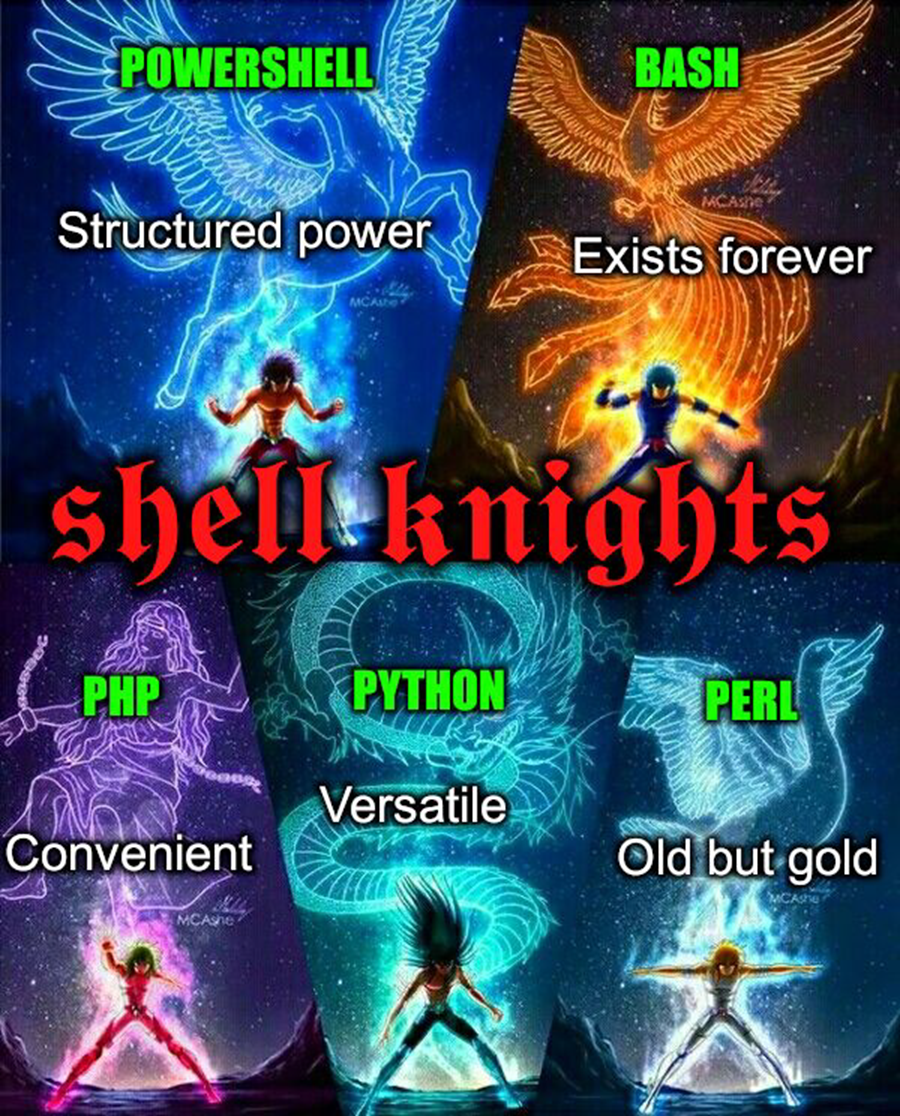 POWERSHELL
BASH
MCAshe
Structured power
Exists forever
MCAshe
shell knights
PHP
PYTHON
PERL
Versatile
Convenient
Old but gold
MCAshe
MCAshe